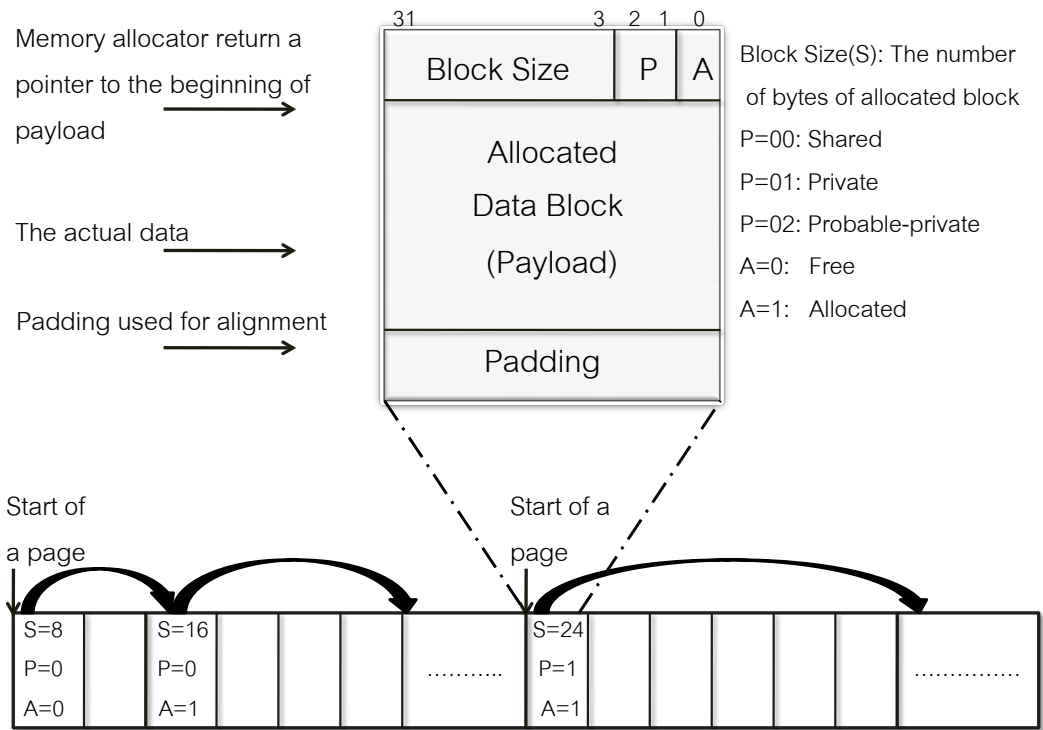 31
3
2
1
0
Memory allocator return a
pointer to the beginning of
payload
Block Size
P
A
Block Size(S): The number
of bytes of allocated block
P=00: Shared
P=01: Private
P=02: Probable-private
A=0: Free
A=1: Allocated
Allocated
Data Block
(Payload)
The actual data
Padding used for alignment
Padding
Start of
a page
Start of a
page
S=8
P=0
A=0
S=16
P=0
A=1
...........
S=24
P=1
A=1
................